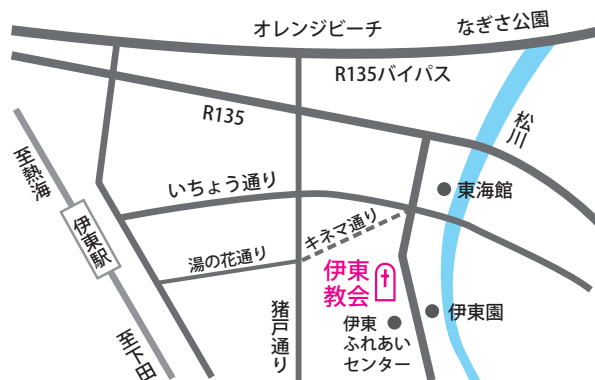 オレンジビーチ
なぎさ公園
R135バイパス
R135
松川
至熱海
いちょう通り
東海館
伊東駅
キネマ通り
湯の花通り
伊東
教会
猪戸通り
伊東園
伊東
ふれあい
センター
至下田